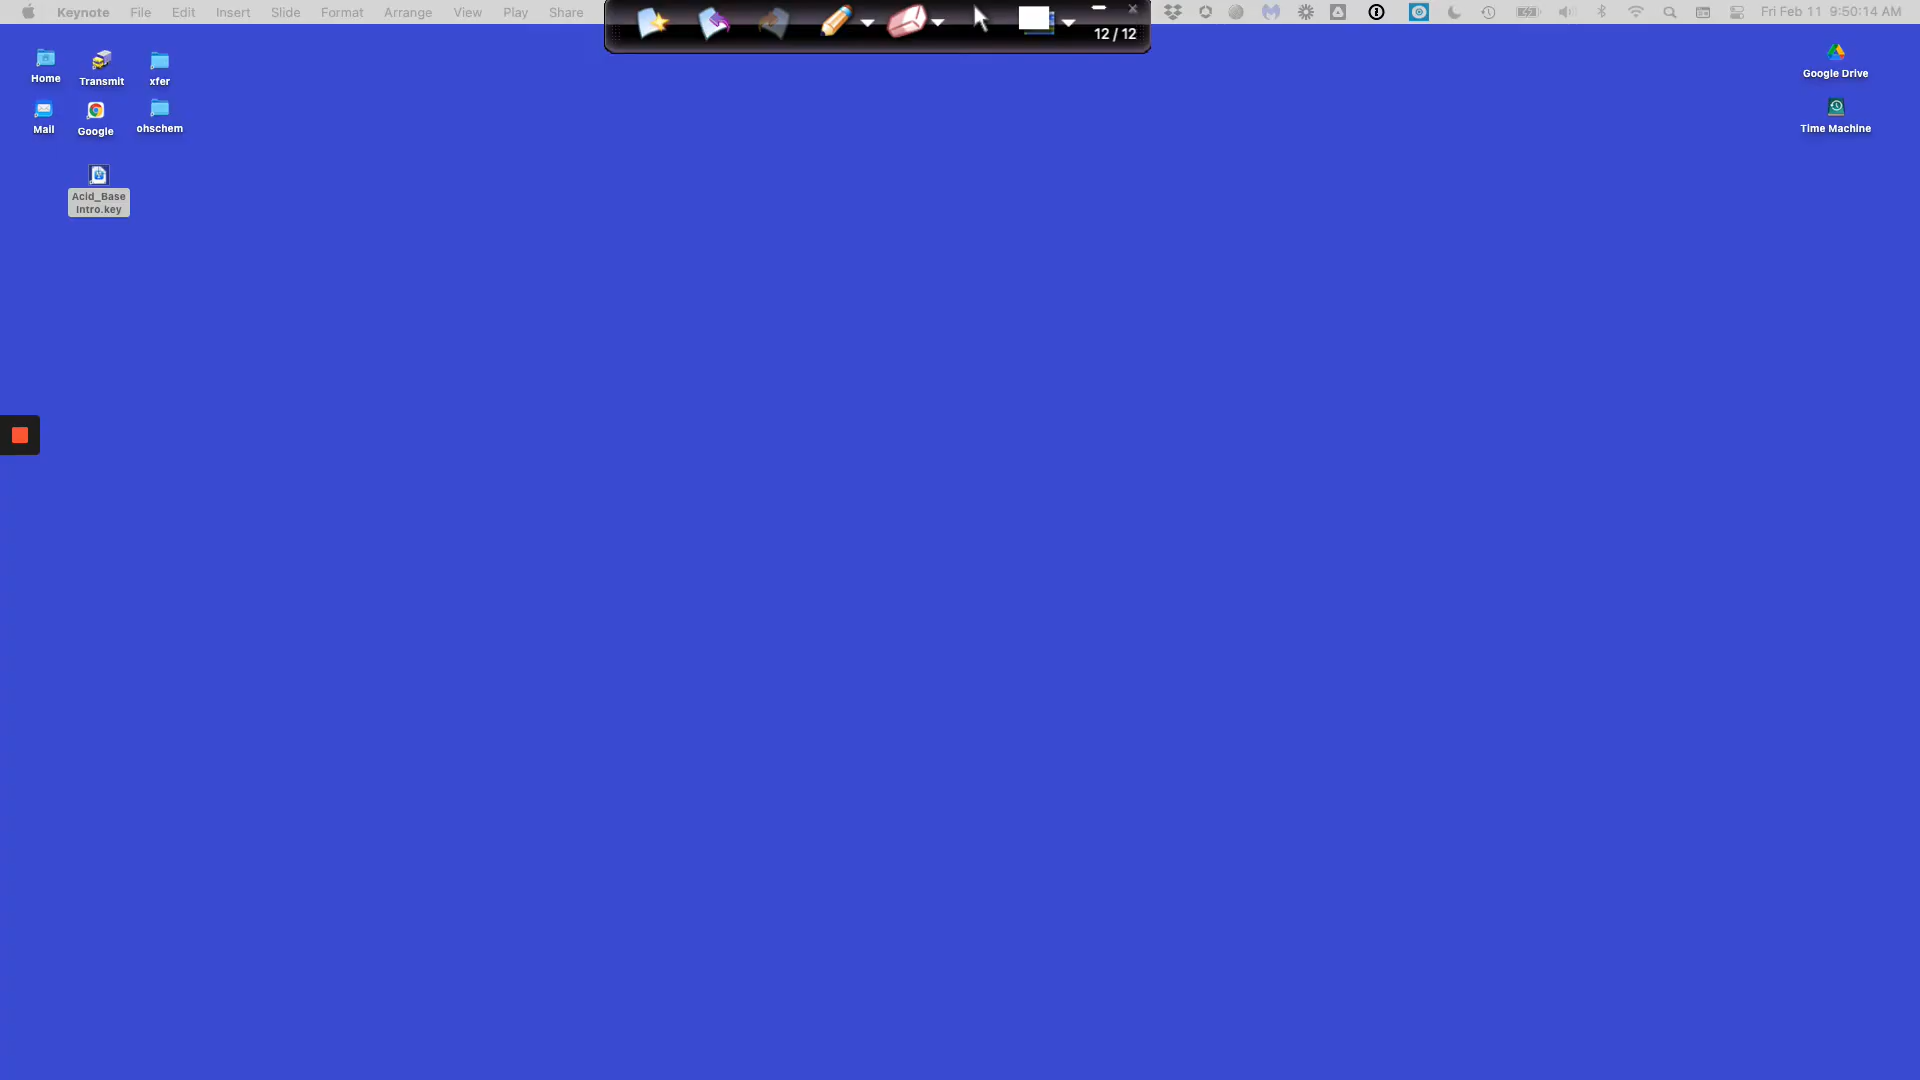 Keynote File Edit Insert Slide Format Arrange View Play Share
Fri Feb 11 9:50:14 AM
12 / 12
Home
Transmit
xfer
Mail
Google
ohschem
Acid_Base
Intro.key
Google Drive
Time Machine